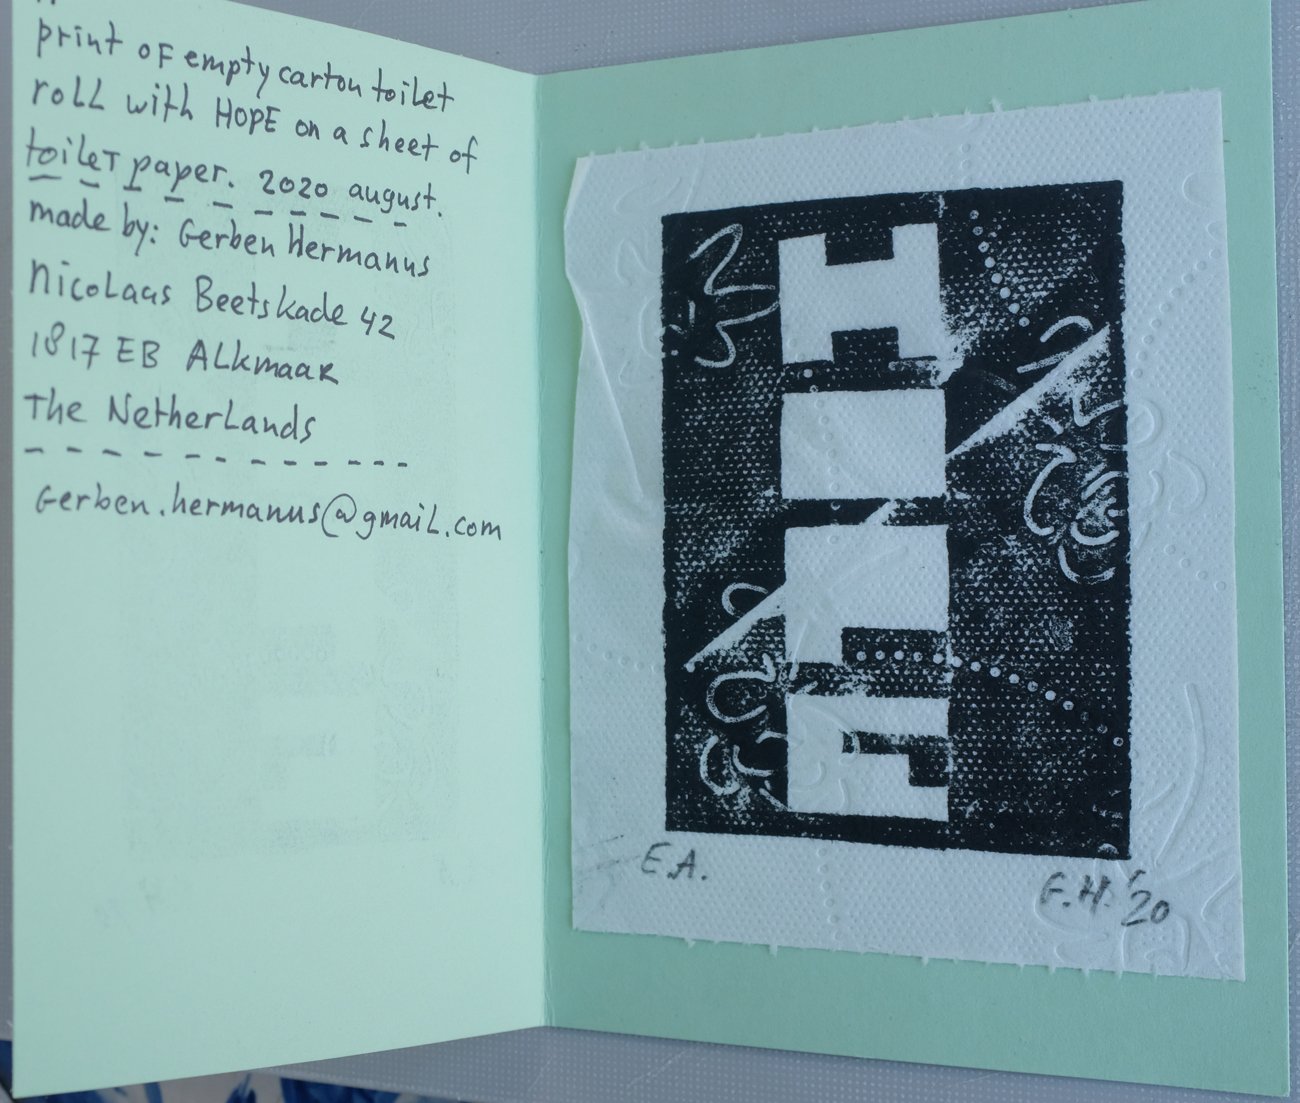 print of empty carton toilet
roll with HOPE on a sheet of
toilet paper. 2020 august.
made by: Gerben Hermanus
Nicolaas Beetskade 42
1817 EB Alkmaar
The Netherlands
Gerben.hermanus@gmail.com
H
O
P
E
E.A.
G.H. '20